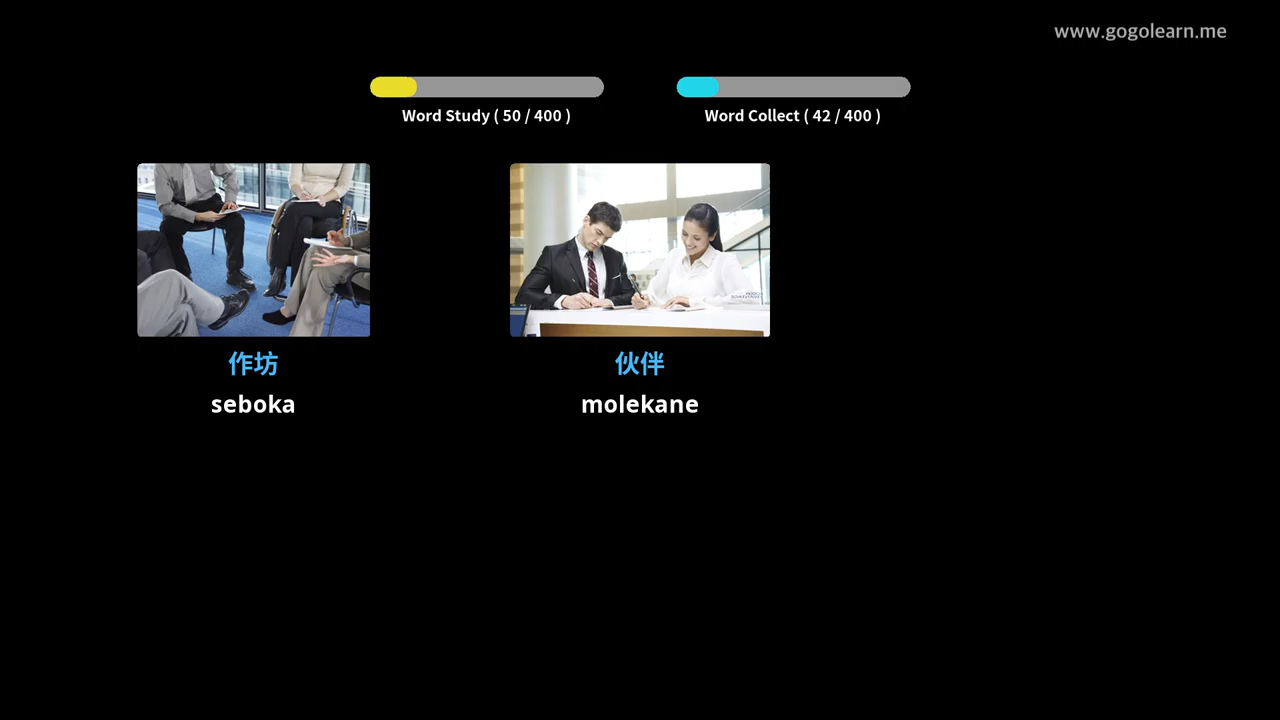 www.gogolearn.me
Word Study ( 50 / 400 )
Word Collect ( 42 / 400 )
作坊
seboka
伙伴
molekane